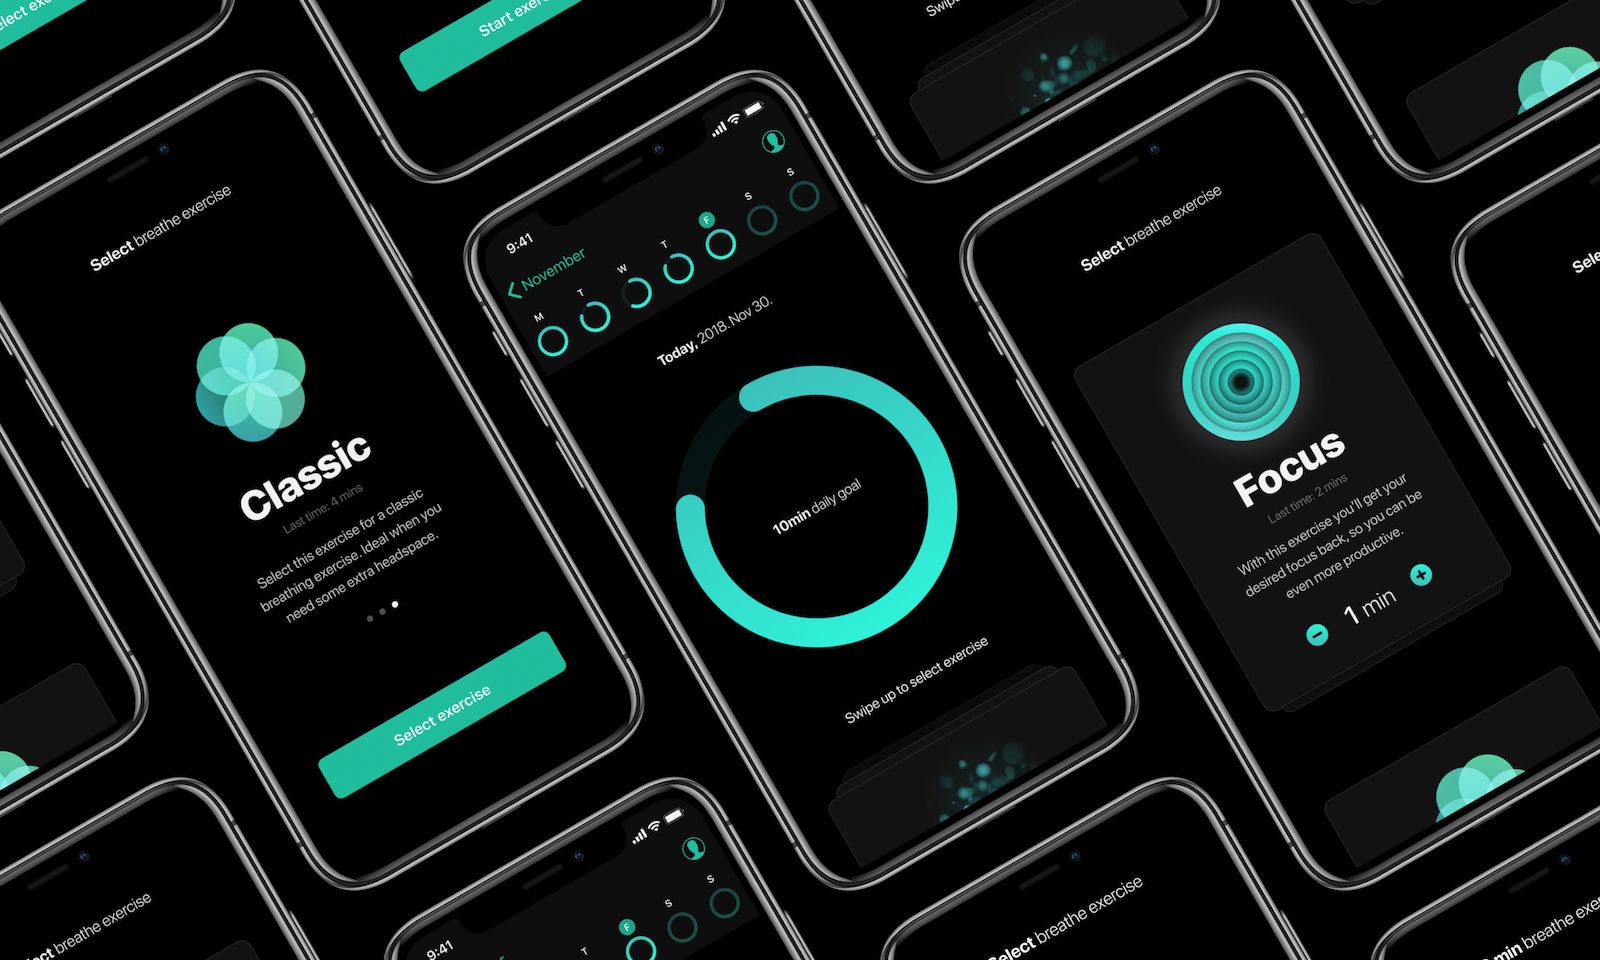 Select exercise
Start exercise
Swipe
Select breathe exercise
Classic
Last time: 4 mins
Select this exercise for a classic
breathing exercise. Ideal when you
need some extra headspace.
Select exercise
9:41
November
M T W T F S S
Today, 2018. Nov 30.
10min daily goal
Swipe up to select exercise
Select breathe exercise
Focus
Last time: 2 mins
With this exercise you'll get your
desired focus back, so you can be
even more productive.
1 min
Sele
ect breathe exercise
9:41
T F S S
Select breathe exercise
min breathe exe